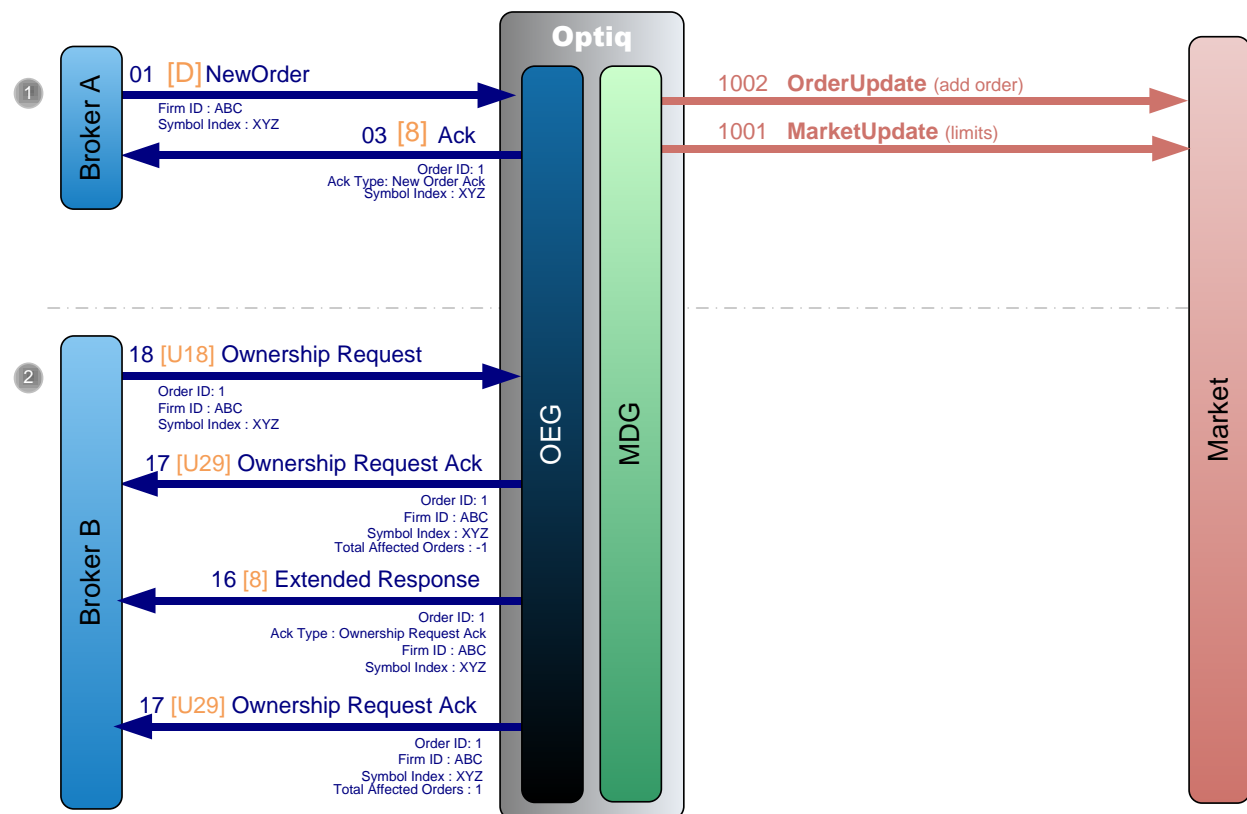 Optiq
1
Broker A
01 [D] NewOrder
Firm ID : ABC
Symbol Index : XYZ
03 [8] Ack
Order ID: 1
Ack Type: New Order Ack
Symbol Index : XYZ
1002 OrderUpdate (add order)
1001 MarketUpdate (limits)
OEG
MDG
Market
2
Broker B
18 [U18] Ownership Request
Order ID: 1
Firm ID : ABC
Symbol Index : XYZ
17 [U29] Ownership Request Ack
Order ID: 1
Firm ID : ABC
Symbol Index : XYZ
Total Affected Orders : -1
16 [8] Extended Response
Order ID: 1
Ack Type : Ownership Request Ack
Firm ID : ABC
Symbol Index : XYZ
17 [U29] Ownership Request Ack
Order ID: 1
Firm ID : ABC
Symbol Index : XYZ
Total Affected Orders : 1